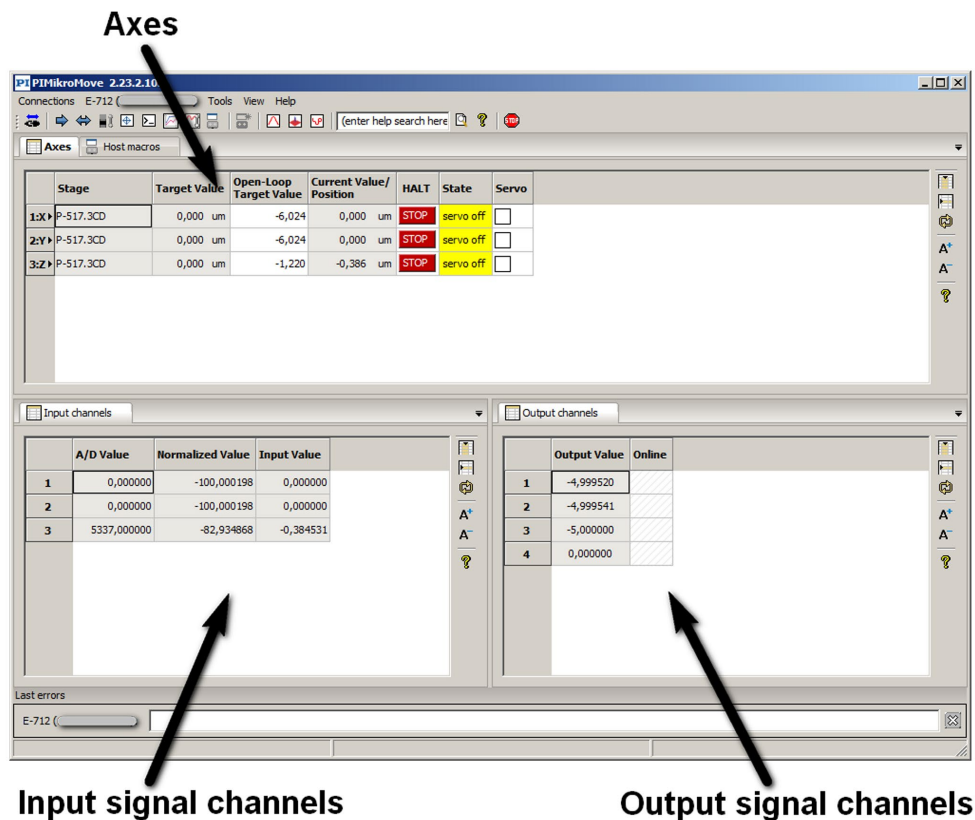 Axes
PI PIMikroMove 2.23.2.10
Connections E-712 ( ) Tools View Help
(enter help search here ? STOP
Axes Host macros
Stage Target Value Open-Loop Target Value Current Value/ Position HALT State Servo
1:X P-517.3CD 0,000 um -6,024 0,000 um STOP servo off
2:Y P-517.3CD 0,000 um -6,024 0,000 um STOP servo off
3:Z P-517.3CD 0,000 um -1,220 -0,386 um STOP servo off
A+
A-
?
Input channels
A/D Value Normalized Value Input Value
1 0,000000 -100,000198 0,000000
2 0,000000 -100,000198 0,000000
3 5337,000000 -82,934868 -0,384531
A+
A-
?
Output channels
Output Value Online
1 -4,999520
2 -4,999541
3 -5,000000
4 0,000000
A+
A-
?
Last errors
E-712 (
Input signal channels
Output signal channels